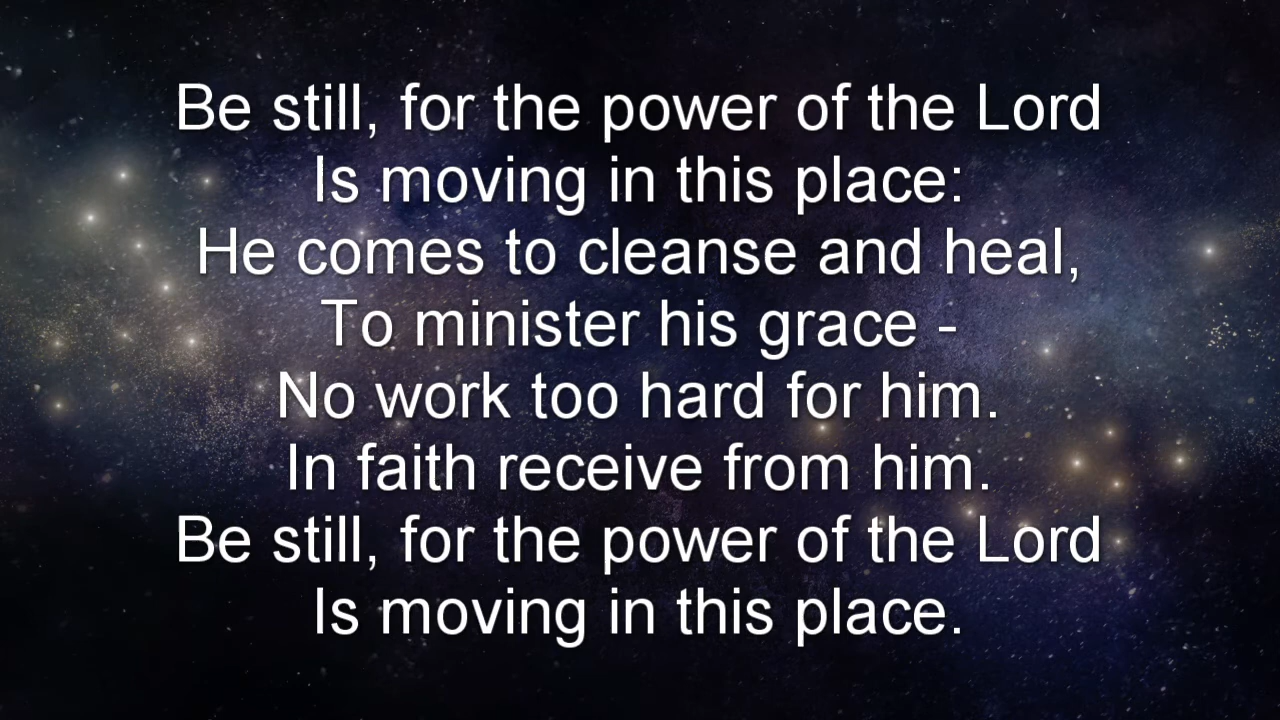 Be still, for the power of the Lord
Is moving in this place:
He comes to cleanse and heal,
To minister his grace -
No work too hard for him.
In faith receive from him.
Be still, for the power of the Lord
Is moving in this place.